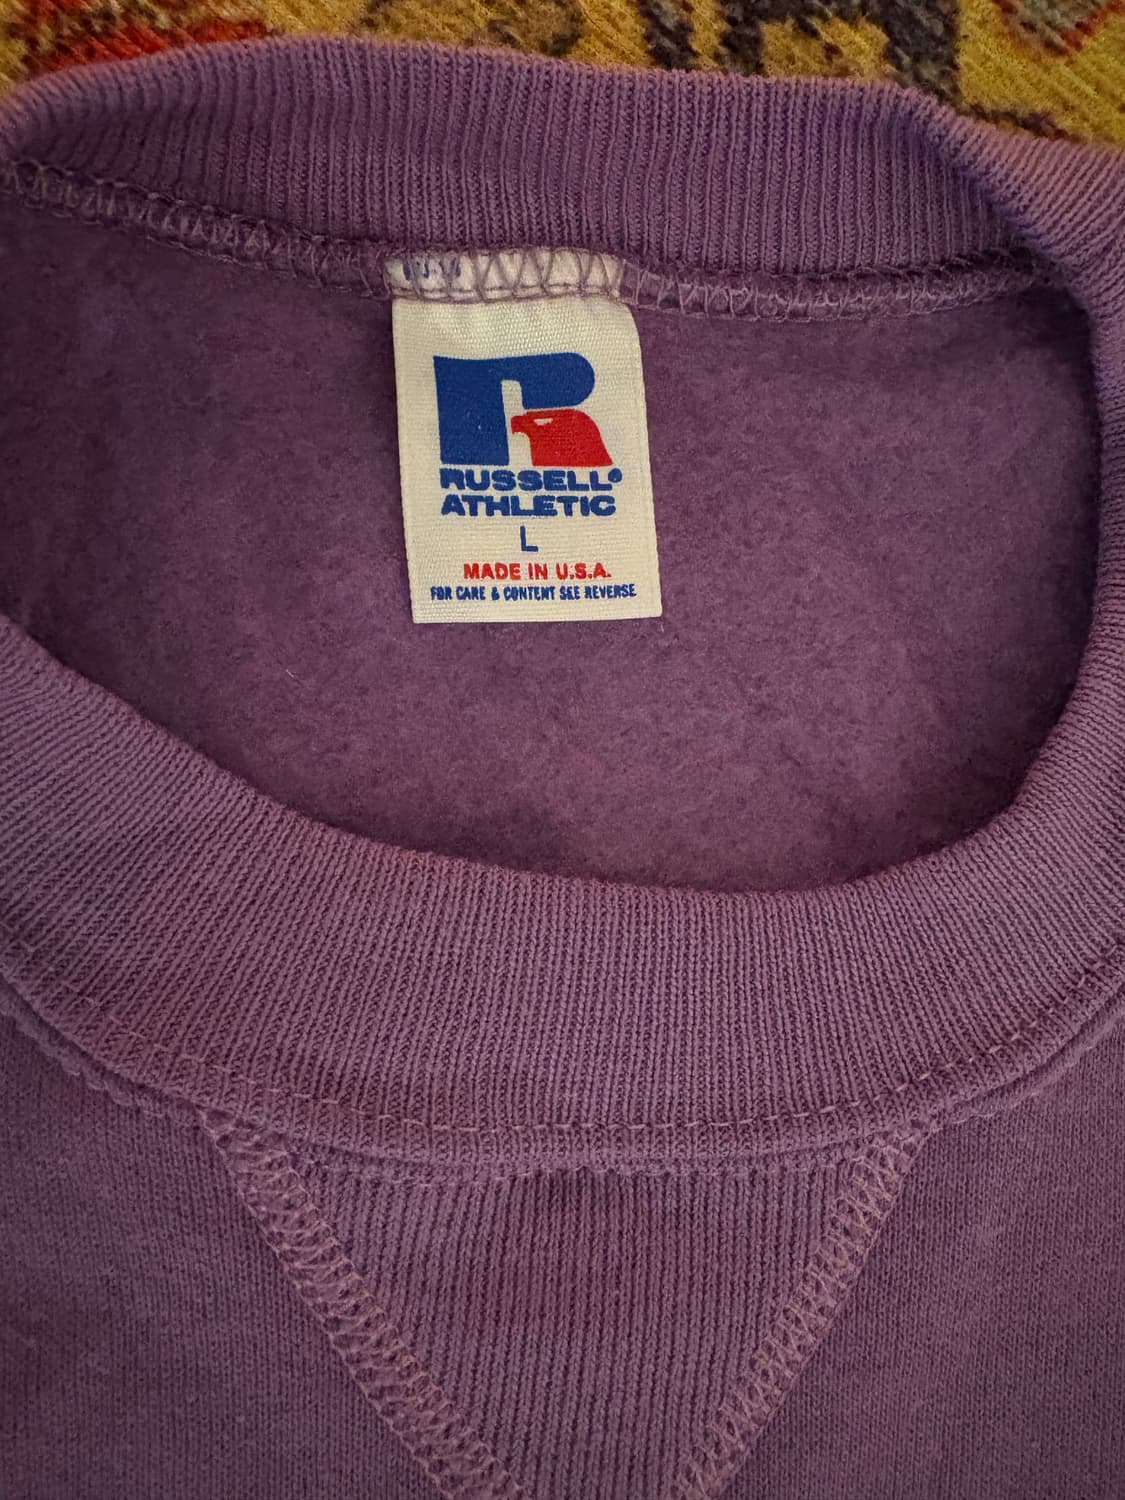 RUSSELL®
ATHLETIC
L
MADE IN U.S.A.
FOR CARE & CONTENT SEE REVERSE